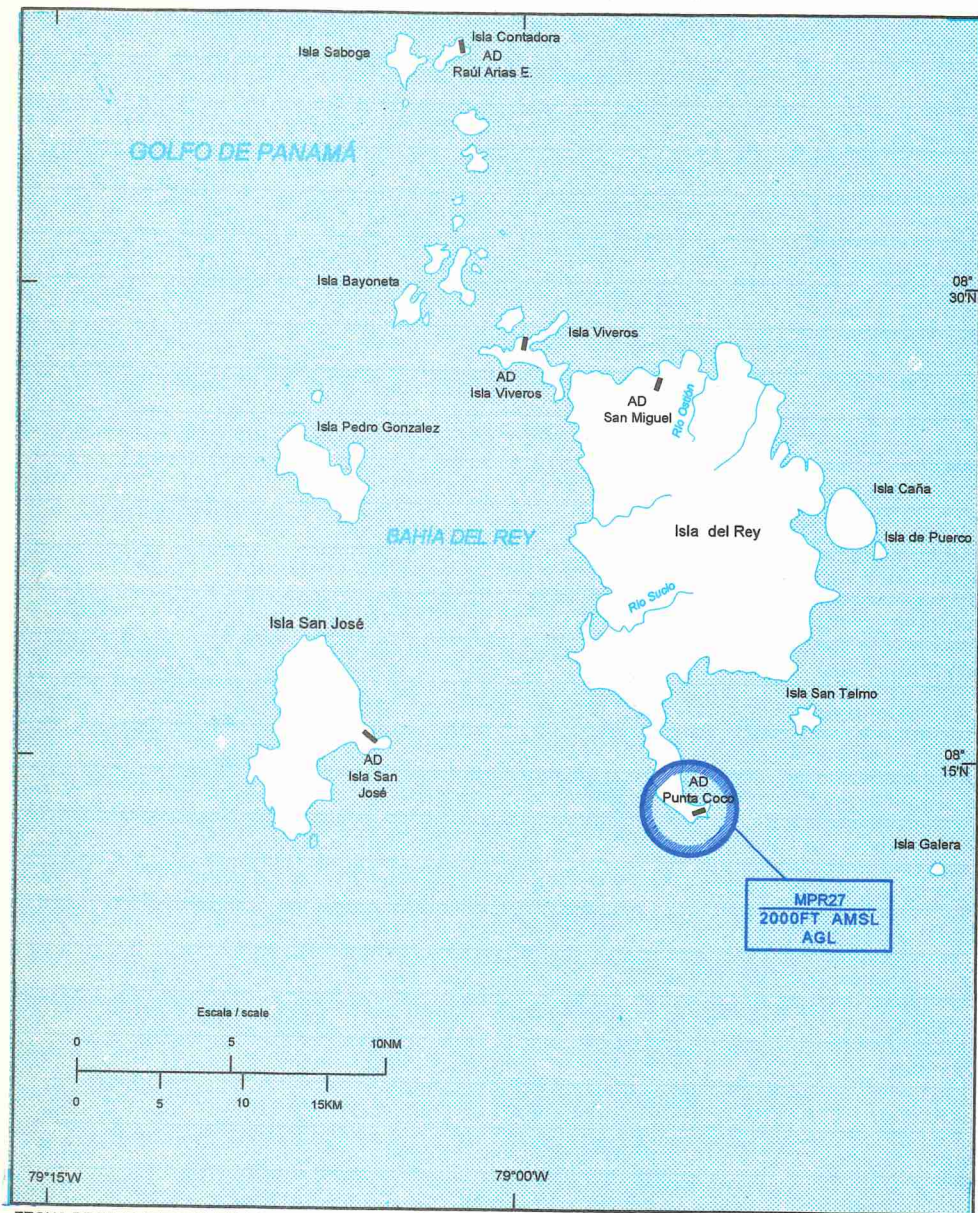 Isla Saboga
Isla Contadora
AD
Raúl Arias E.
GOLFO DE PANAMÁ
Isla Bayoneta
08°
30'N
Isla Viveros
AD
Isla Viveros
AD
San Miguel
Río Ostión
Isla Pedro Gonzalez
Isla Caña
BAHÍA DEL REY
Isla del Rey
Isla de Puerco
Río Suolo
Isla San José
Isla San Telmo
AD
Isla San
José
08°
15'N
AD
Punta Coco
Isla Galera
MPR27
2000FT AMSL
AGL
Escala / scale
0 5 10NM
0 5 10 15KM
79°15'W
79°00'W